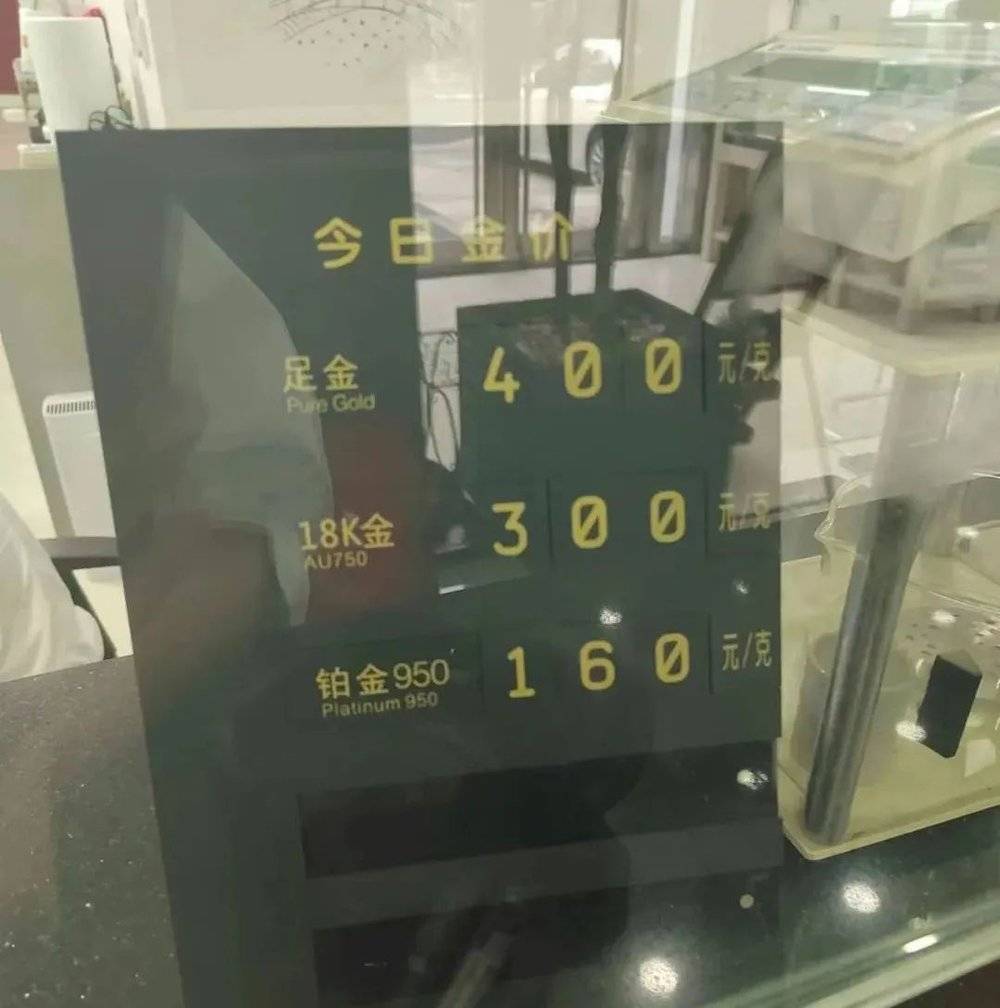 今日金价
足金 400 元/克
Pure Gold
18K金 300 元/克
AU750
铂金950 160 元/克
Platinum 950